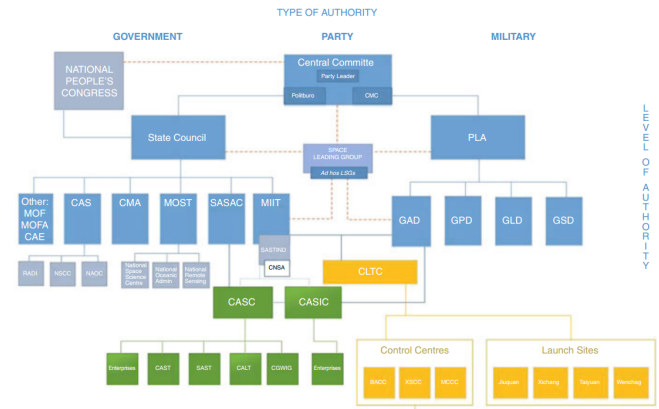 TYPE OF AUTHORITY
GOVERNMENT
PARTY
MILITARY
NATIONAL
PEOPLE'S
CONGRESS
Central Committe
Party Leader
Politburo
CMC
State Council
SPACE
LEADING GROUP
Ad hoc LSGs
PLA
LEVEL OF AUTHORITY
Other:
MOF
MOFA
CAE
CAS
CMA
MOST
SASAC
MIIT
GAD
GPD
GLD
GSD
SASTIND
CNSA
CLTC
RADI
NSCC
NAOC
National
Space
Science
Centre
National
Oceanic
Admin
National
Remote
Sensing
CASC
CASIC
Enterprises
CAST
SAST
CALT
CGWIG
Enterprises
Control Centres
BACC
XSCC
MCCC
Launch Sites
Jiuquan
Xichang
Taiyuan
Wenchag